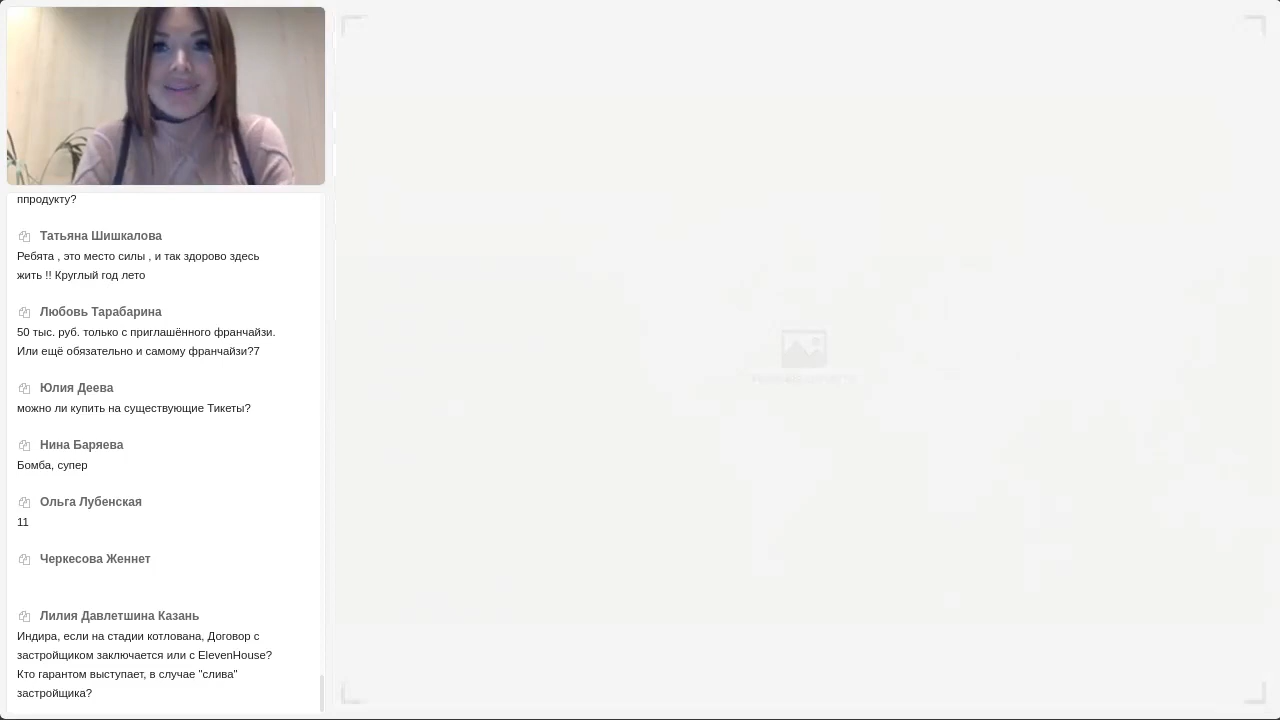 ппродукту?
Татьяна Шишкалова
Ребята , это место силы , и так здорово здесь
жить !! Круглый год лето
Любовь Тарабарина
50 тыс. руб. только с приглашённого франчайзи.
Или ещё обязательно и самому франчайзи?7
Юлия Деева
можно ли купить на существующие Тикеты?
Нина Баряева
Бомба, супер
Ольга Лубенская
11
Черкесова Женнет
Лилия Давлетшина Казань
Индира, если на стадии котлована, Договор с
застройщиком заключается или с ElevenHouse?
Кто гарантом выступает, в случае "слива"
застройщика?